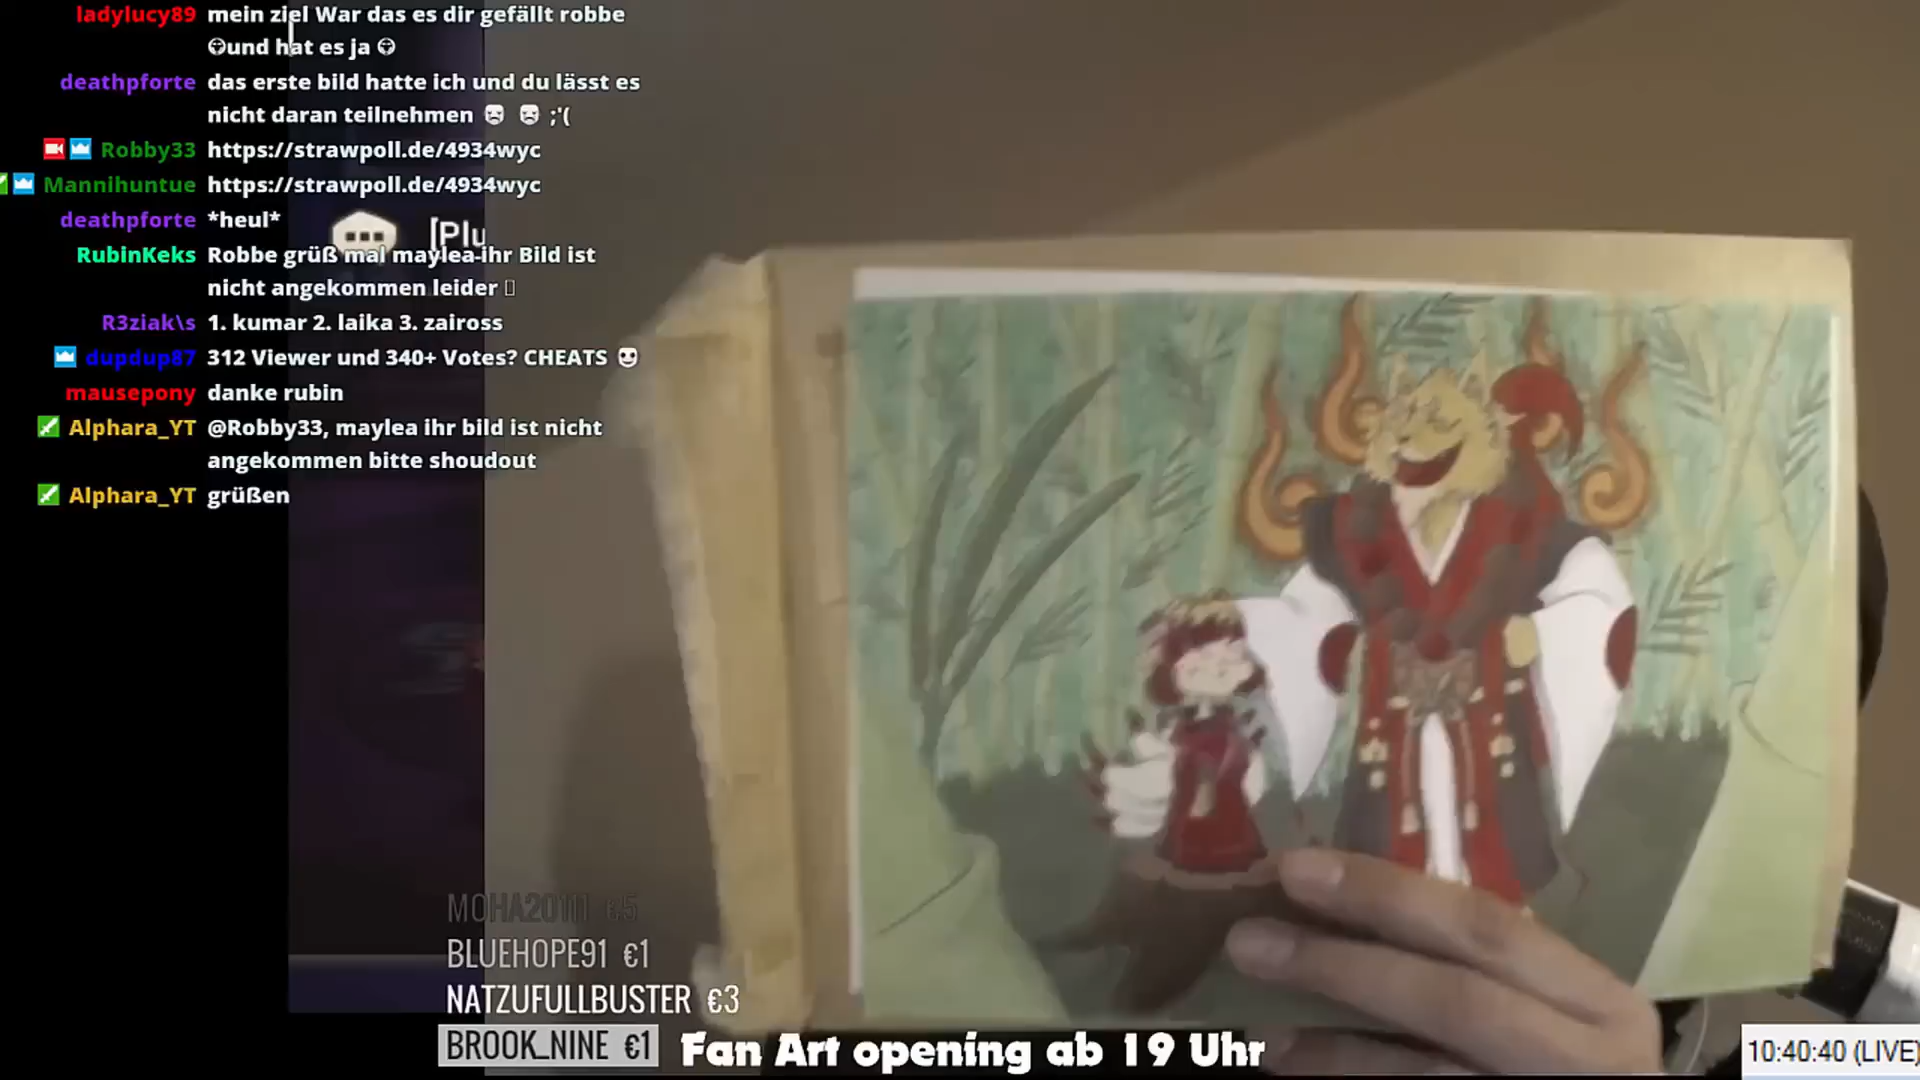 ladylucy89 mein ziel War das es dir gefällt robbe
und hat es ja
deathpforte das erste bild hatte ich und du lässt es
nicht daran teilnehmen ;'(
Robby33 https://strawpoll.de/4934wyc
Mannihuntue https://strawpoll.de/4934wyc
deathpforte *heul*
[Plu
RubinKeks Robbe grüß mal maylea ihr Bild ist
nicht angekommen leider
R3ziak\s 1. kumar 2. laika 3. zaiross
dupdup87 312 Viewer und 340+ Votes? CHEATS
mausepony danke rubin
Alphara_YT @Robby33, maylea ihr bild ist nicht
angekommen bitte shoudout
Alphara_YT grüßen
MOHA20111 €5
BLUEHOPE91 €1
NATZUFULLBUSTER €3
BROOK_NINE €1
Fan Art opening ab 19 Uhr
10:40:40 (LIVE)